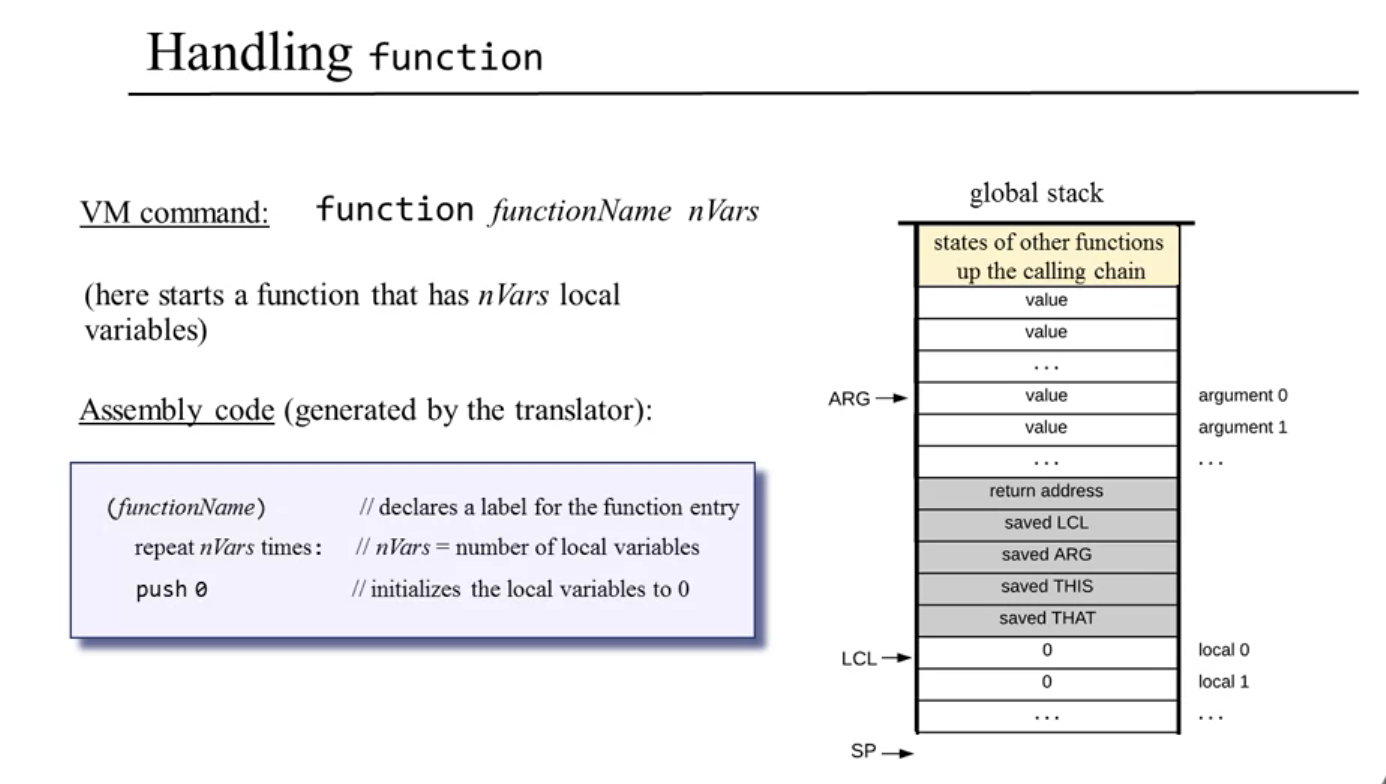 Handling function
VM command: function functionName nVars
(here starts a function that has nVars local
variables)
Assembly code (generated by the translator):
(functionName) // declares a label for the function entry
repeat nVars times: // nVars = number of local variables
push 0 // initializes the local variables to 0
global stack
states of other functions
up the calling chain
value
value
...
ARG value argument 0
value argument 1
... ...
return address
saved LCL
saved ARG
saved THIS
saved THAT
LCL 0 local 0
0 local 1
... ...
SP